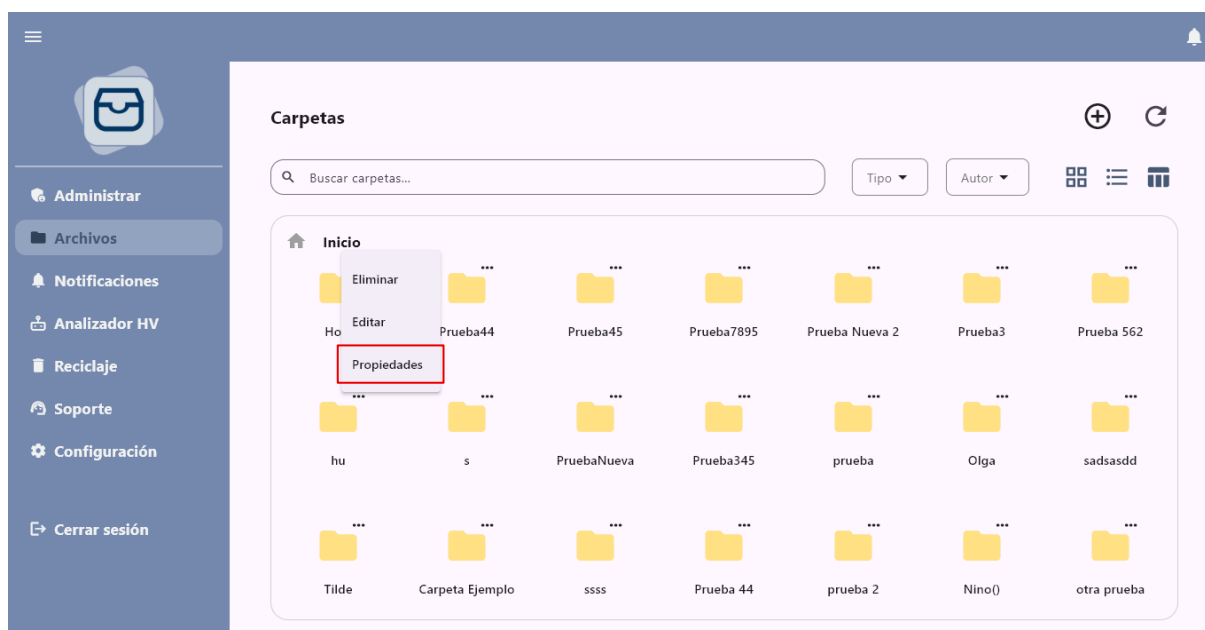 Carpetas
Buscar carpetas...
Tipo
Autor
Administrar
Archivos
Notificaciones
Analizador HV
Reciclaje
Soporte
Configuración
Cerrar sesión
Inicio
Eliminar
Editar
Propiedades
Prueba44
Prueba45
Prueba7895
Prueba Nueva 2
Prueba3
Prueba 562
hu
s
PruebaNueva
Prueba345
prueba
Olga
sadsasdd
Tilde
Carpeta Ejemplo
ssss
Prueba 44
prueba 2
Nino()
otra prueba